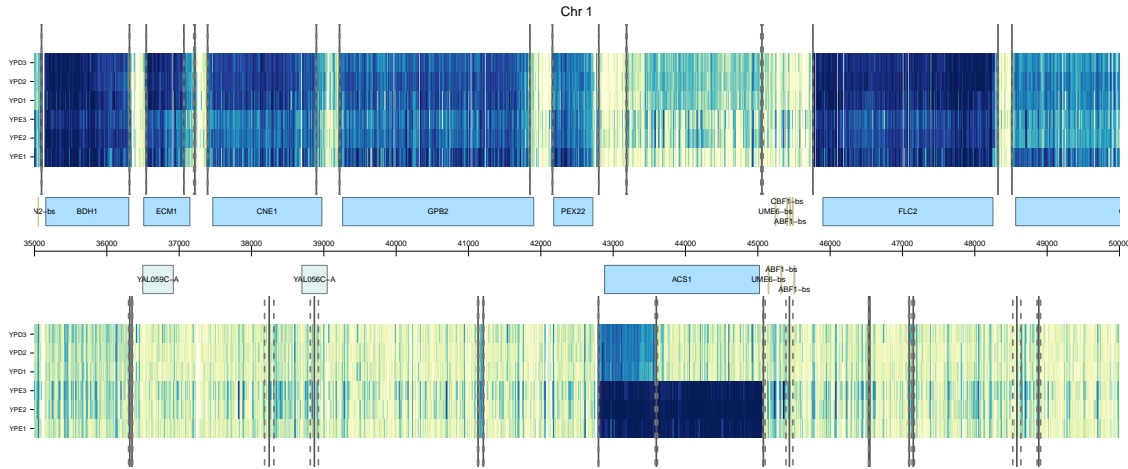 Chr 1
YPD3
YPD2
YPD1
YPE3
YPE2
YPE1
N2-bs BDH1 ECM1 CNE1 GPB2 PEX22 CBF1-bs UME6-bs ABF1-bs FLC2
35000 36000 37000 38000 39000 40000 41000 42000 43000 44000 45000 46000 47000 48000 49000 50000
YAL059C-A YAL056C-A ACS1 ABF1-bs UME6-bs ABF1-bs
YPD3
YPD2
YPD1
YPE3
YPE2
YPE1